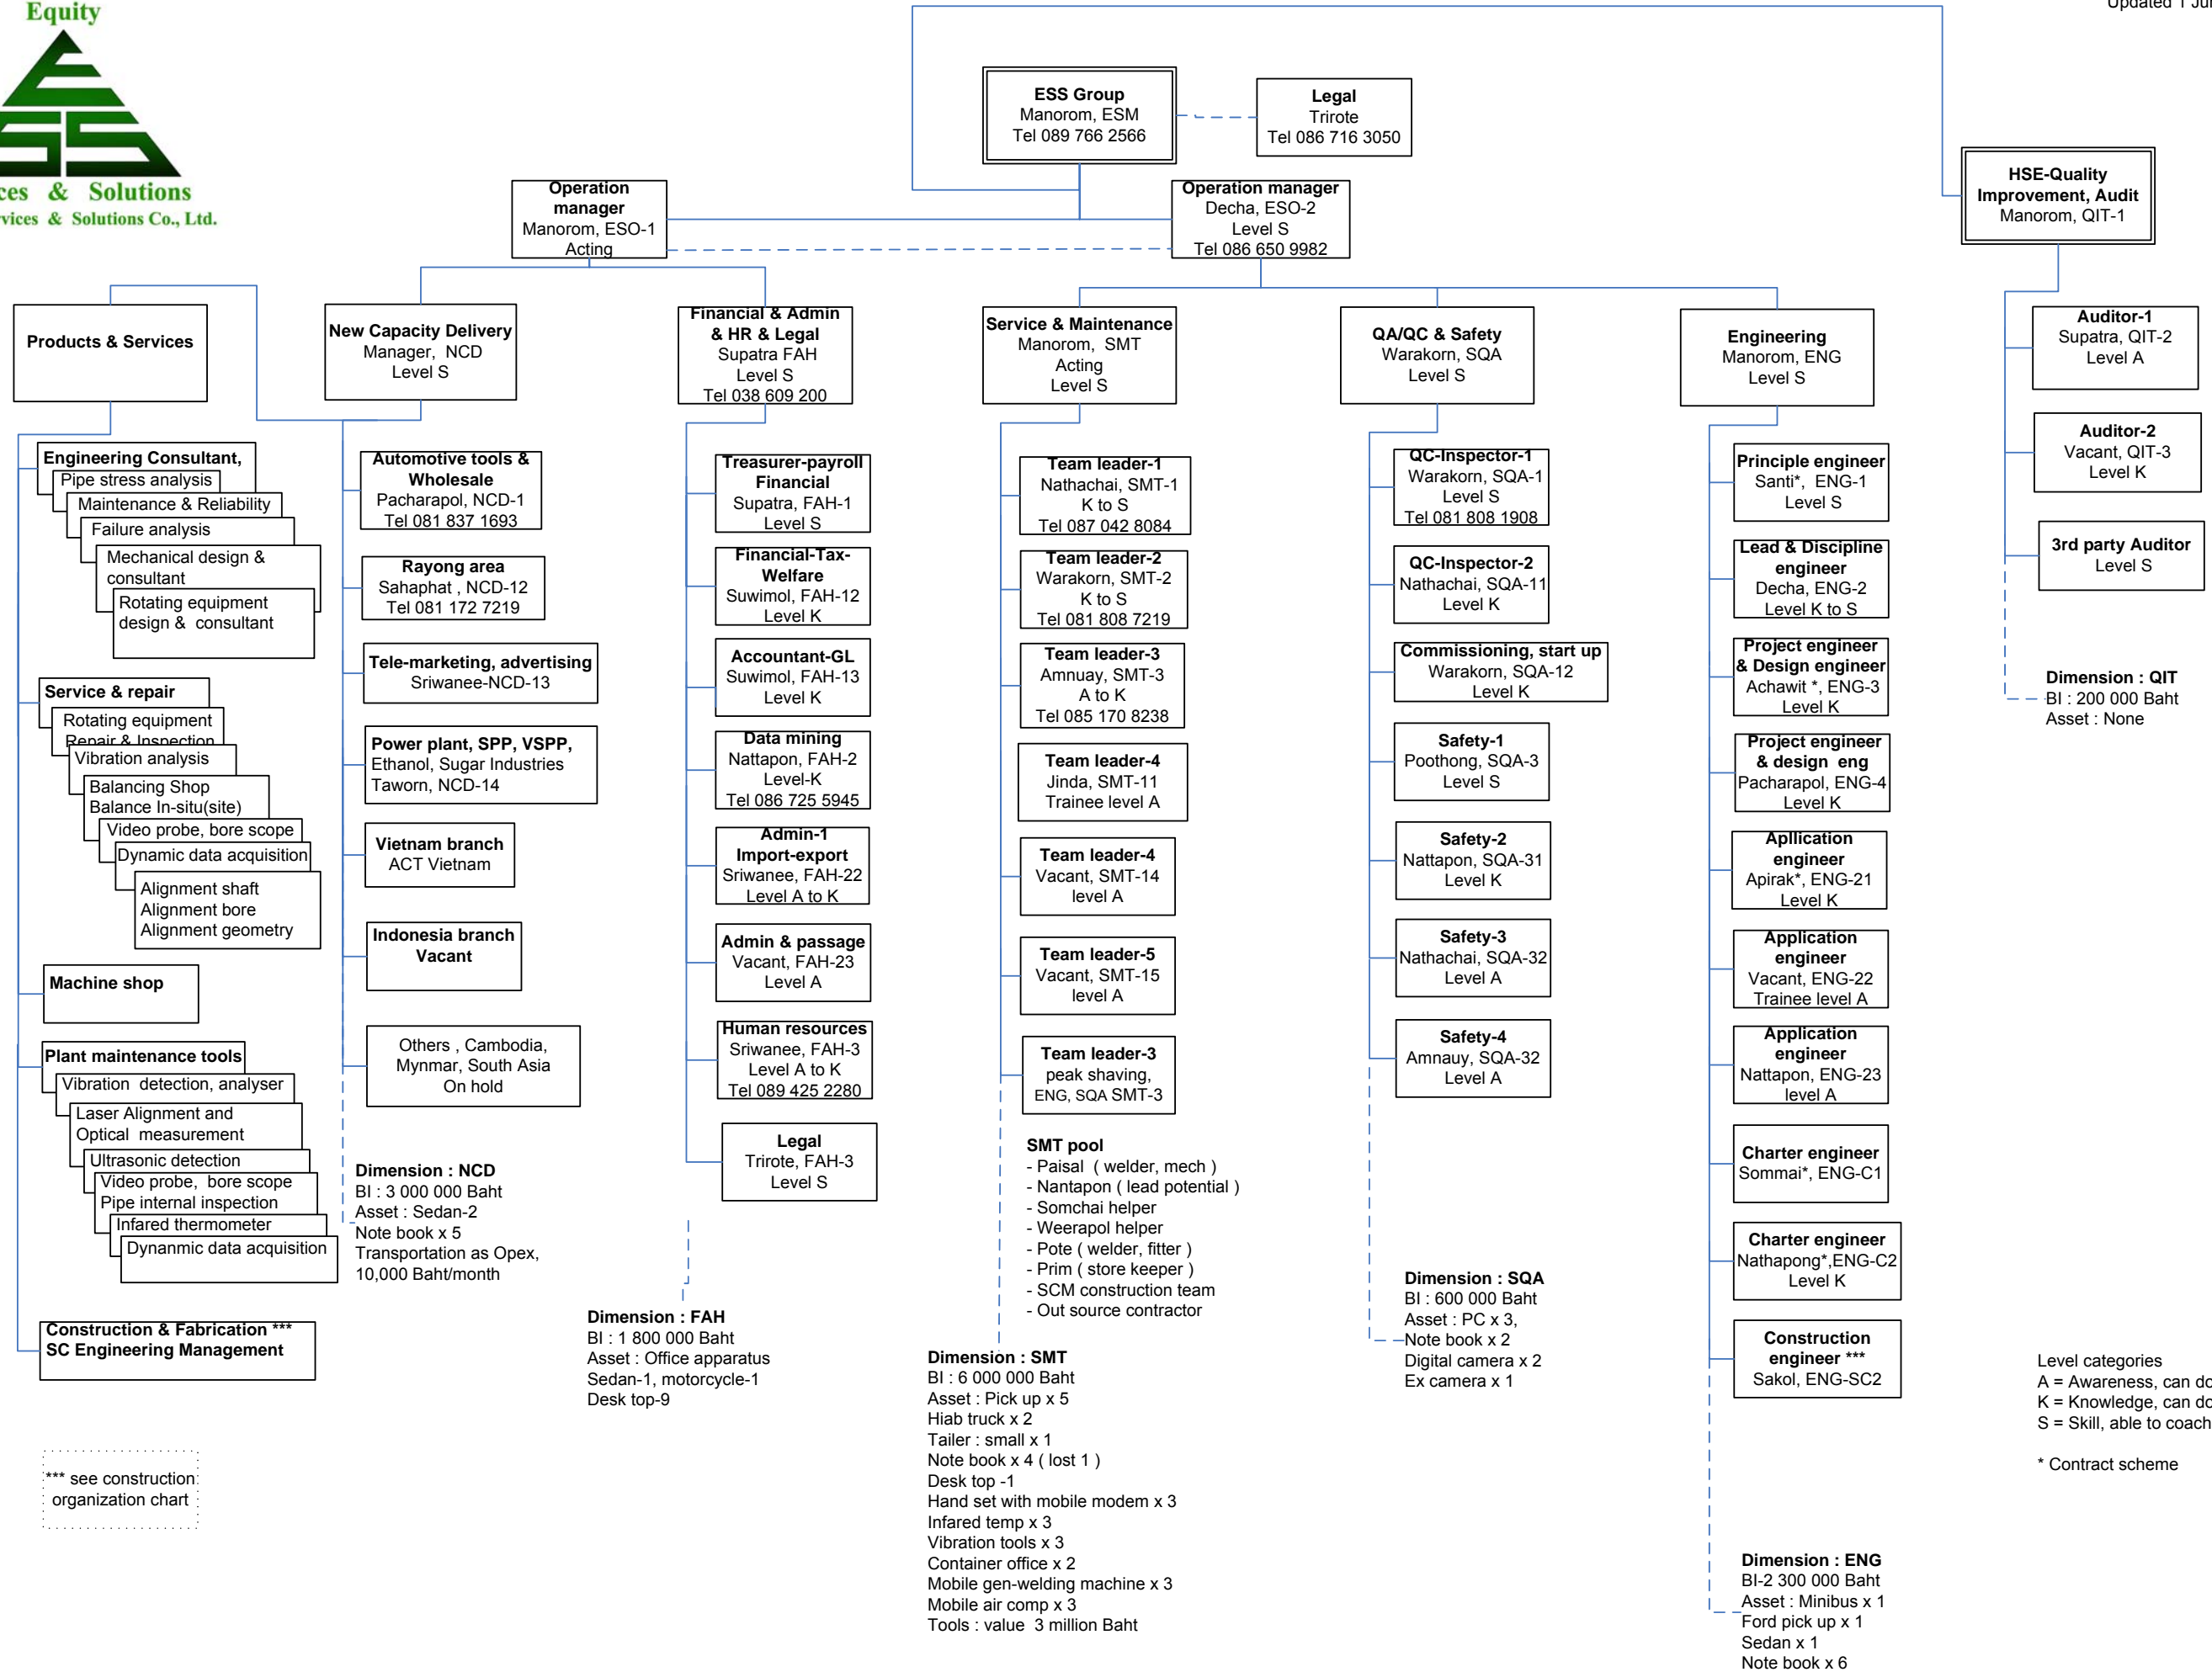 Equity
Updated 1 Jun
& Solutions
& Solutions Co., Ltd.
ESS Group
Manorom, ESM
Tel 089 766 2566
Legal
Trirote
Tel 086 716 3050
Operation
manager
Manorom, ESO-1
Acting
Operation manager
Decha, ESO-2
Level S
Tel 086 650 9982
HSE-Quality
Improvement, Audit
Manorom, QIT-1
Products & Services
New Capacity Delivery
Manager, NCD
Level S
Financial & Admin
& HR & Legal
Supatra FAH
Level S
Tel 038 609 200
Service & Maintenance
Manorom, SMT
Acting
Level S
QA/QC & Safety
Warakorn, SQA
Level S
Engineering
Manorom, ENG
Level S
Auditor-1
Supatra, QIT-2
Level A
Auditor-2
Vacant, QIT-3
Level K
3rd party Auditor
Level S
Dimension : QIT
BI : 200 000 Baht
Asset : None
Engineering Consultant,
Pipe stress analysis
Maintenance & Reliability
Failure analysis
Mechanical design &
consultant
Rotating equipment
design & consultant
Service & repair
Rotating equipment
Repair & Inspection
Vibration analysis
Balancing Shop
Balance In-situ(site)
Video probe, bore scope
Dynamic data acquisition
Alignment shaft
Alignment bore
Alignment geometry
Machine shop
Plant maintenance tools
Vibration detection, analyser
Laser Alignment and
Optical measurement
Ultrasonic detection
Video probe, bore scope
Pipe internal inspection
Infared thermometer
Dynanmic data acquisition
Construction & Fabrication ***
SC Engineering Management
*** see construction
organization chart
Automotive tools &
Wholesale
Pacharapol, NCD-1
Tel 081 837 1693
Rayong area
Sahaphat , NCD-12
Tel 081 172 7219
Tele-marketing, advertising
Sriwanee-NCD-13
Power plant, SPP, VSPP,
Ethanol, Sugar Industries
Taworn, NCD-14
Vietnam branch
ACT Vietnam
Indonesia branch
Vacant
Others , Cambodia,
Mynmar, South Asia
On hold
Dimension : NCD
BI : 3 000 000 Baht
Asset : Sedan-2
Note book x 5
Transportation as Opex,
10,000 Baht/month
Treasurer-payroll
Financial
Supatra, FAH-1
Level S
Financial-Tax-
Welfare
Suwimol, FAH-12
Level K
Accountant-GL
Suwimol, FAH-13
Level K
Data mining
Nattapon, FAH-2
Level-K
Tel 086 725 5945
Admin-1
Import-export
Sriwanee, FAH-22
Level A to K
Admin & passage
Vacant, FAH-23
Level A
Human resources
Sriwanee, FAH-3
Level A to K
Tel 089 425 2280
Legal
Trirote, FAH-3
Level S
Dimension : FAH
BI : 1 800 000 Baht
Asset : Office apparatus
Sedan-1, motorcycle-1
Desk top-9
Team leader-1
Nathachai, SMT-1
K to S
Tel 087 042 8084
Team leader-2
Warakorn, SMT-2
K to S
Tel 081 808 7219
Team leader-3
Amnuay, SMT-3
A to K
Tel 085 170 8238
Team leader-4
Jinda, SMT-11
Trainee level A
Team leader-4
Vacant, SMT-14
level A
Team leader-5
Vacant, SMT-15
level A
Team leader-3
peak shaving,
ENG, SQA SMT-3
SMT pool
- Paisal ( welder, mech )
- Nantapon ( lead potential )
- Somchai helper
- Weerapol helper
- Pote ( welder, fitter )
- Prim ( store keeper )
- SCM construction team
- Out source contractor
Dimension : SMT
BI : 6 000 000 Baht
Asset : Pick up x 5
Hiab truck x 2
Tailer : small x 1
Note book x 4 ( lost 1 )
Desk top -1
Hand set with mobile modem x 3
Infared temp x 3
Vibration tools x 3
Container office x 2
Mobile gen-welding machine x 3
Mobile air comp x 3
Tools : value 3 million Baht
QC-Inspector-1
Warakorn, SQA-1
Level S
Tel 081 808 1908
QC-Inspector-2
Nathachai, SQA-11
Level K
Commissioning, start up
Warakorn, SQA-12
Level K
Safety-1
Poothong, SQA-3
Level S
Safety-2
Nattapon, SQA-31
Level K
Safety-3
Nathachai, SQA-32
Level A
Safety-4
Amnauy, SQA-32
Level A
Dimension : SQA
BI : 600 000 Baht
Asset : PC x 3,
Note book x 2
Digital camera x 2
Ex camera x 1
Principle engineer
Santi*, ENG-1
Level S
Lead & Discipline
engineer
Decha, ENG-2
Level K to S
Project engineer
& Design engineer
Achawit *, ENG-3
Level K
Project engineer
& design eng
Pacharapol, ENG-4
Level K
Apllication
engineer
Apirak*, ENG-21
Level K
Application
engineer
Vacant, ENG-22
Trainee level A
Application
engineer
Nattapon, ENG-23
level A
Charter engineer
Sommai*, ENG-C1
Charter engineer
Nathapong*,ENG-C2
Level K
Construction
engineer ***
Sakol, ENG-SC2
Dimension : ENG
BI-2 300 000 Baht
Asset : Minibus x 1
Ford pick up x 1
Sedan x 1
Note book x 6
Level categories
A = Awareness, can do
K = Knowledge, can do
S = Skill, able to coach
* Contract scheme